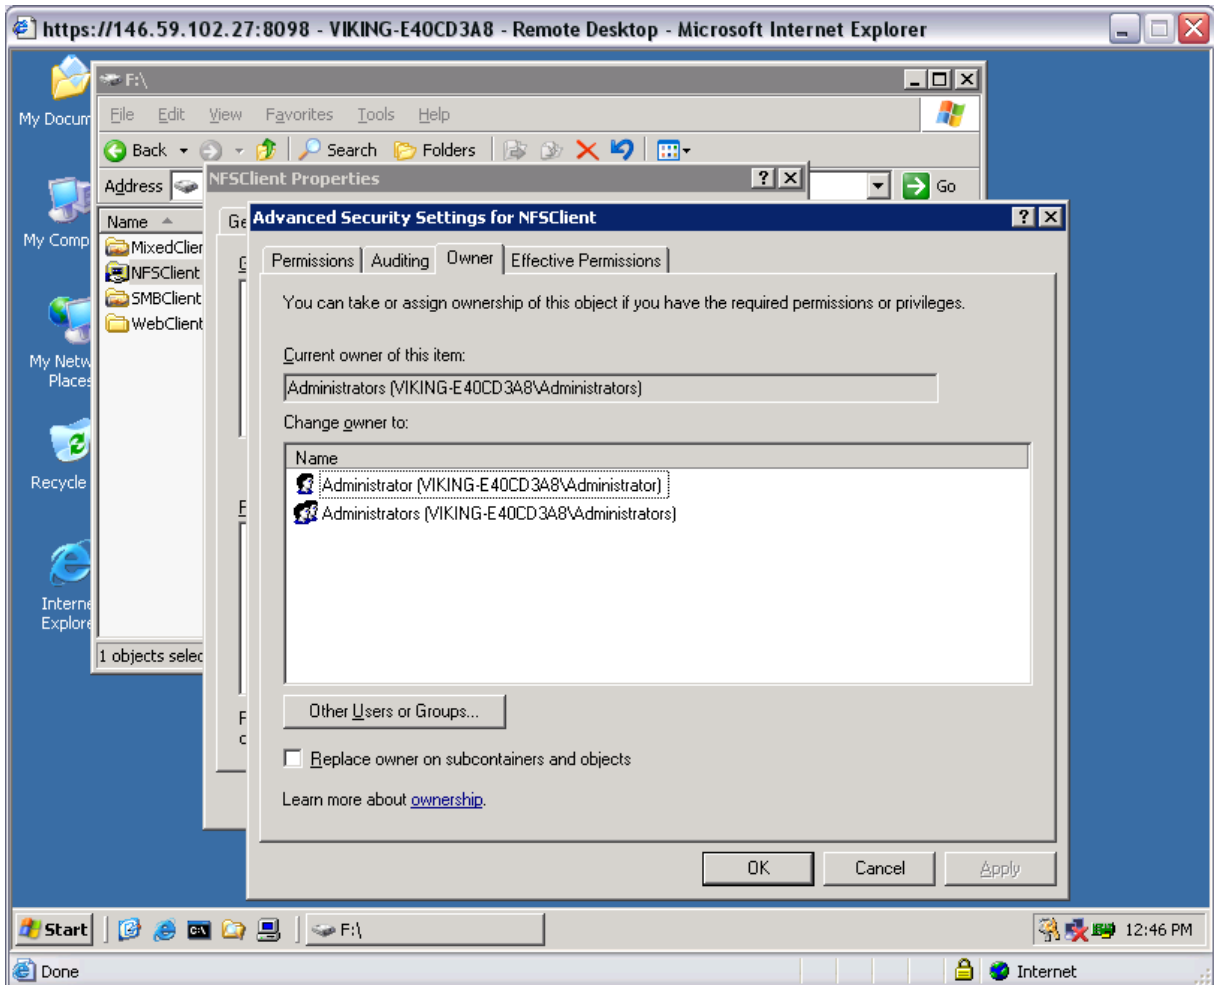 https://146.59.102.27:8098 - VIKING-E40CD3A8 - Remote Desktop - Microsoft Internet Explorer
F:\
My Docum
File Edit View Favorites Tools Help
Back Search Folders
Address Go
NFSClient Properties
Name
Ge
Advanced Security Settings for NFSClient
My Comp
MixedClier
NFSClient
SMBClient
WebClient
Permissions Auditing Owner Effective Permissions
You can take or assign ownership of this object if you have the required permissions or privileges.
My Netw
Places
Current owner of this item:
Administrators (VIKING-E40CD3A8\Administrators)
Change owner to:
Name
Administrator (VIKING-E40CD3A8\Administrator)
Administrators (VIKING-E40CD3A8\Administrators)
Recycle
Interne
Explore
1 objects selec
Other Users or Groups...
Replace owner on subcontainers and objects
Learn more about ownership.
OK Cancel Apply
Start F:\ 12:46 PM
Done Internet